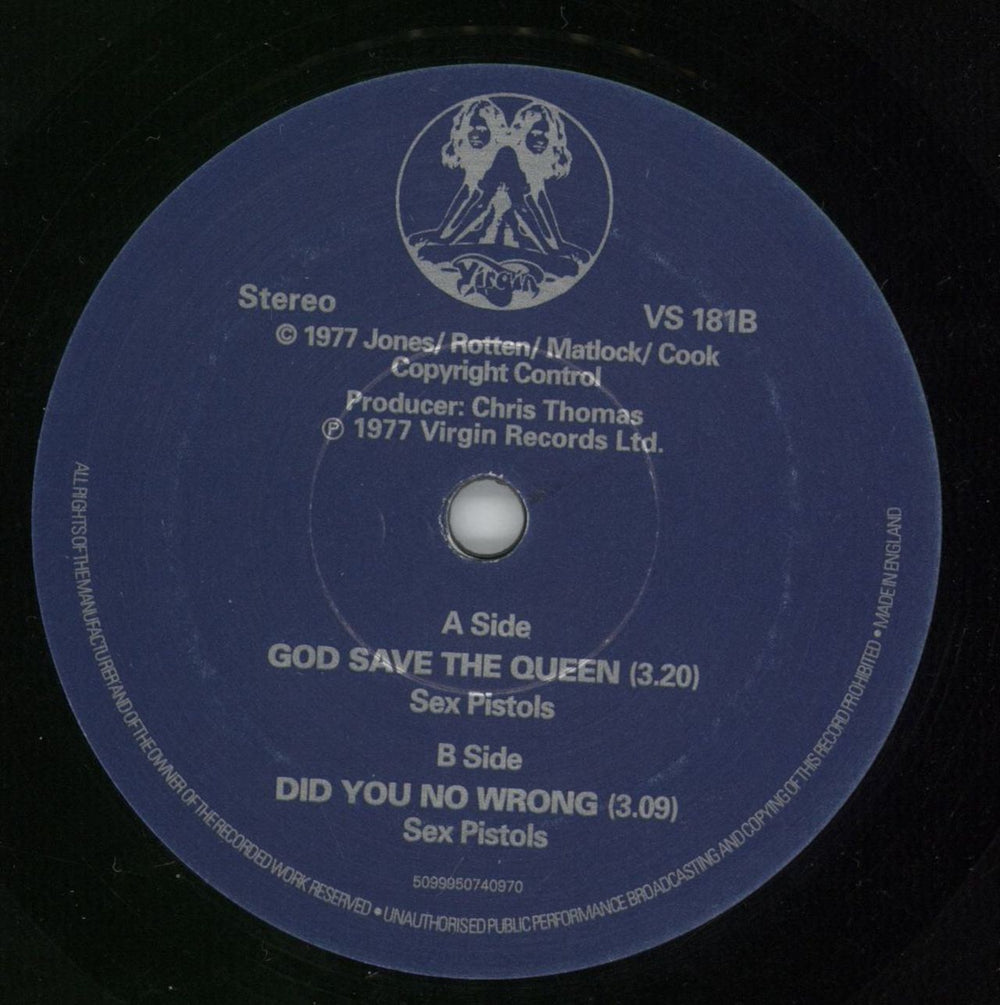 Virgin
Stereo
VS 181B
© 1977 Jones/ Rotten/ Matlock/ Cook
Copyright Control
Producer: Chris Thomas
℗ 1977 Virgin Records Ltd.
A Side
GOD SAVE THE QUEEN (3.20)
Sex Pistols
B Side
DID YOU NO WRONG (3.09)
Sex Pistols
5099950740970
ALL RIGHTS OF THE MANUFACTURER AND OF THE OWNER OF THE RECORDED WORK RESERVED • UNAUTHORISED PUBLIC PERFORMANCE BROADCASTING AND COPYING OF THIS RECORD PROHIBITED • MADE IN ENGLAND